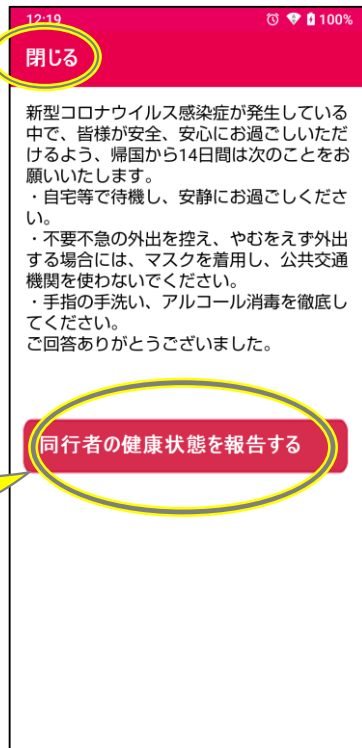 12:19 100%
閉じる
新型コロナウイルス感染症が発生している
中で、皆様が安全、安心にお過ごしいただ
けるよう、帰国から14日間は次のことをお
願いいたします。
・自宅等で待機し、安静にお過ごしくださ
い。
・不要不急の外出を控え、やむをえず外出
する場合には、マスクを着用し、公共交通
機関を使わないでください。
・手指の手洗い、アルコール消毒を徹底し
てください。
ご回答ありがとうございました。
同行者の健康状態を報告する